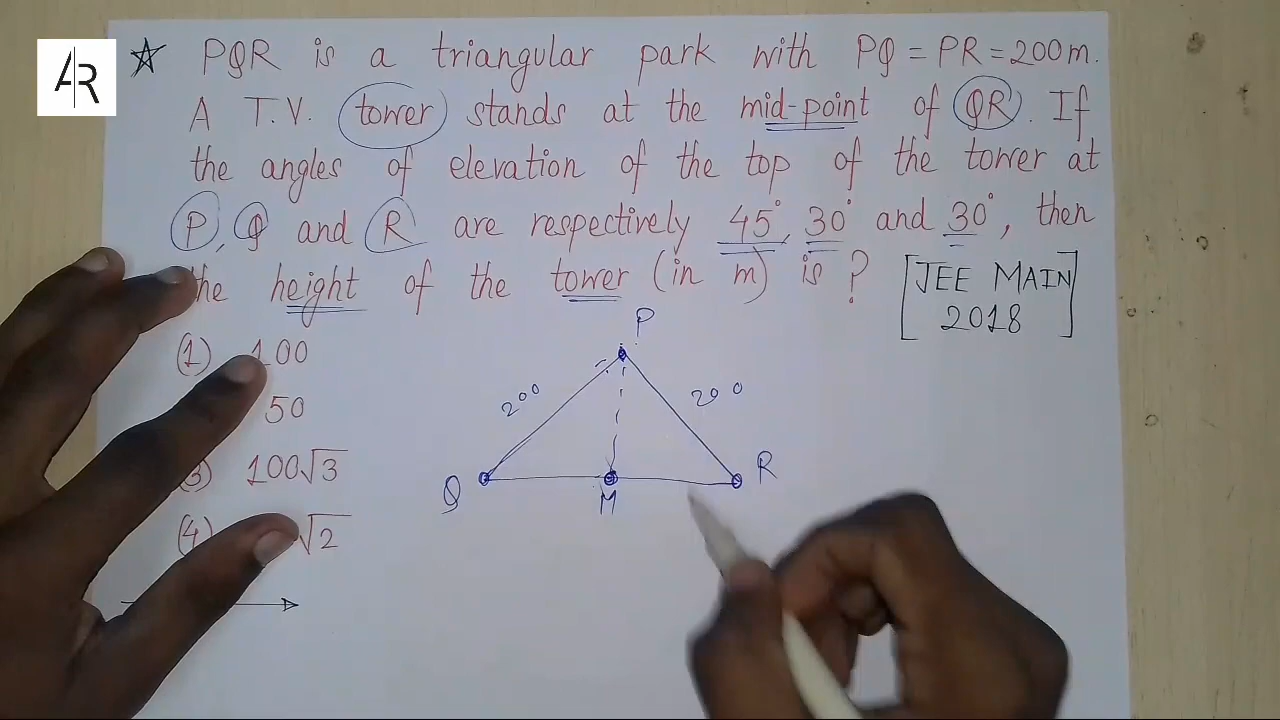 AR
☆ PQR is a triangular park with PQ = PR = 200m.
A T.V. tower stands at the mid-point of QR. If
the angles of elevation of the top of the tower at
P, Q and R are respectively 45°, 30° and 30°, then
the height of the tower (in m) is ?
[JEE MAIN
2018]
(1) 100
50
(3) 100√3
(4) √2
P
200
200
Q
M
R